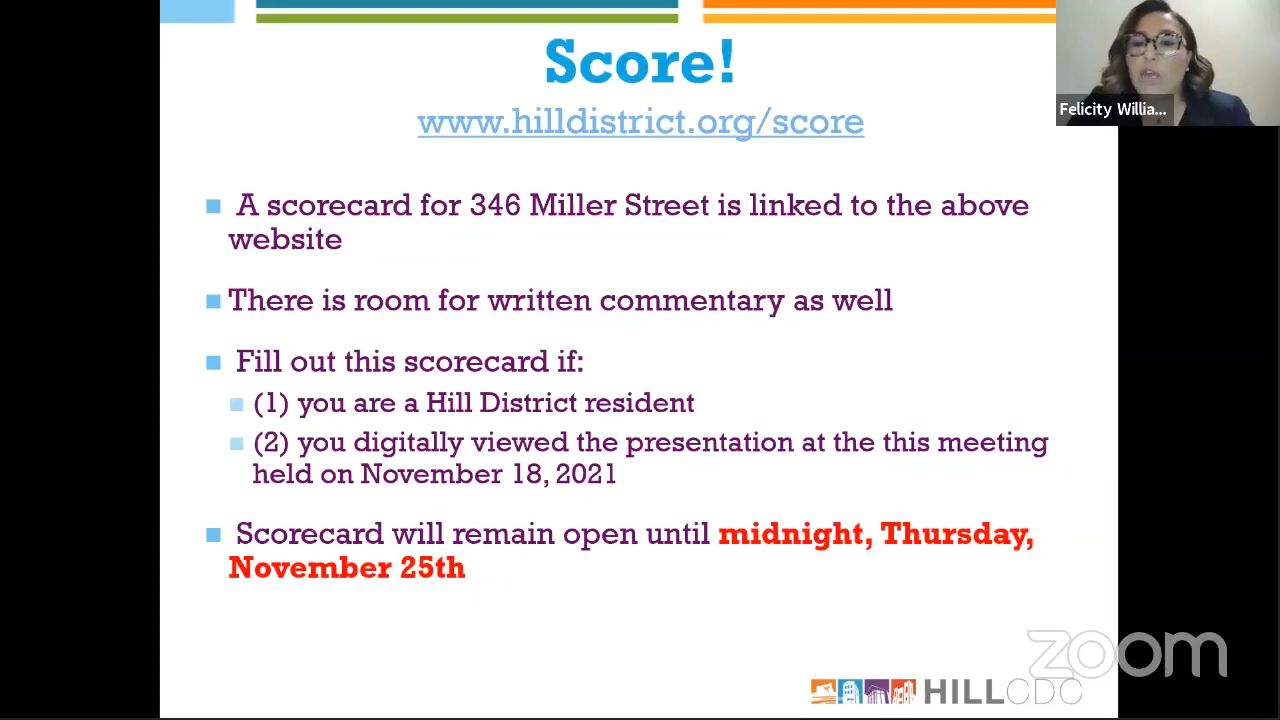 Score!
www.hilldistrict.org/score
Felicity Willia...
A scorecard for 346 Miller Street is linked to the above
website
There is room for written commentary as well
Fill out this scorecard if:
(1) you are a Hill District resident
(2) you digitally viewed the presentation at the this meeting
held on November 18, 2021
Scorecard will remain open until midnight, Thursday,
November 25th
zoom
HILLCDC